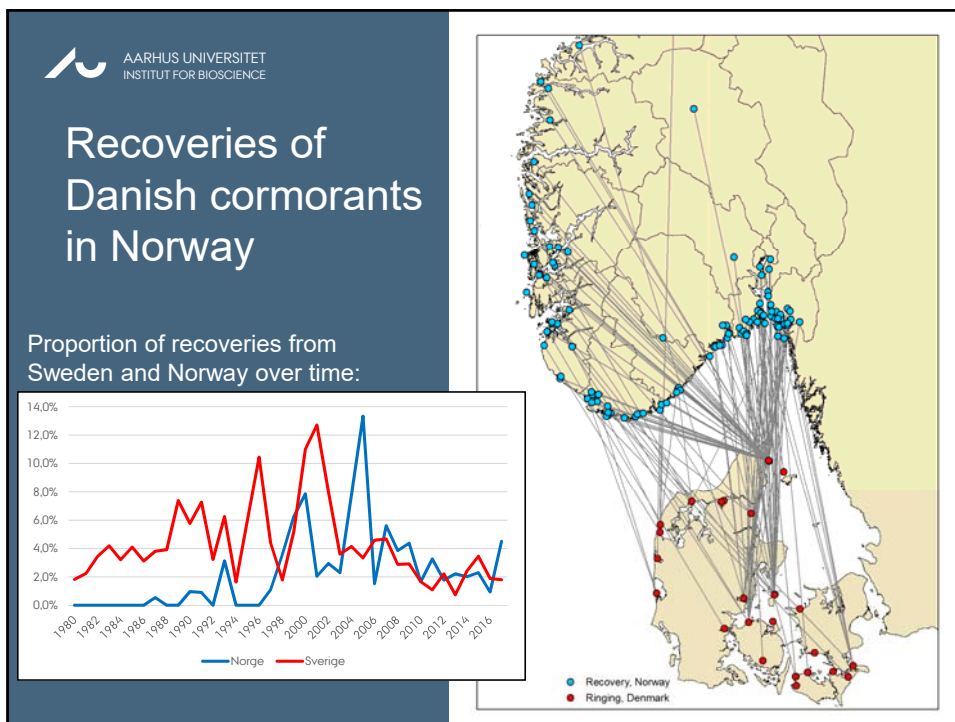 AARHUS UNIVERSITET
INSTITUT FOR BIOSCIENCE
Recoveries of
Danish cormorants
in Norway
Proportion of recoveries from
Sweden and Norway over time:
14,0%
12,0%
10,0%
8,0%
6,0%
4,0%
2,0%
0,0%
1980 1982 1984 1986 1988 1990 1992 1994 1996 1998 2000 2002 2004 2006 2008 2010 2012 2014 2016
Norge Sverige
Recovery, Norway
Ringing, Denmark